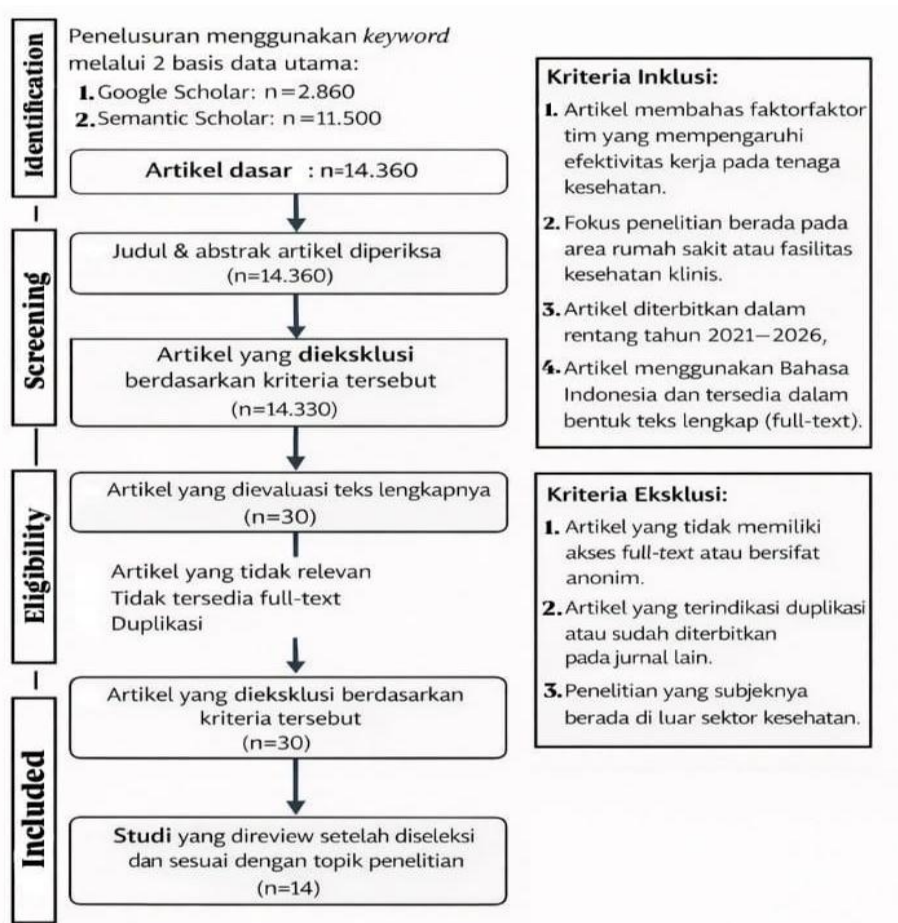 Identification
Penelusuran menggunakan keyword
melalui 2 basis data utama:
1. Google Scholar: n=2.860
2. Semantic Scholar: n=11.500
Artikel dasar : n=14.360
Screening
Judul & abstrak artikel diperiksa
(n=14.360)
Artikel yang dieksklusi
berdasarkan kriteria tersebut
(n=14.330)
Eligibility
Artikel yang dievaluasi teks lengkapnya
(n=30)
Artikel yang tidak relevan
Tidak tersedia full-text
Duplikasi
Included
Artikel yang dieksklusi berdasarkan
kriteria tersebut
(n=30)
Studi yang direview setelah diseleksi
dan sesuai dengan topik penelitian
(n=14)
Kriteria Inklusi:
1. Artikel membahas faktorfaktor
tim yang mempengaruhi
efektivitas kerja pada tenaga
kesehatan.
2. Fokus penelitian berada pada
area rumah sakit atau fasilitas
kesehatan klinis.
3. Artikel diterbitkan dalam
rentang tahun 2021–2026,
4. Artikel menggunakan Bahasa
Indonesia dan tersedia dalam
bentuk teks lengkap (full-text).
Kriteria Eksklusi:
1. Artikel yang tidak memiliki
akses full-text atau bersifat
anonim.
2. Artikel yang terindikasi duplikasi
atau sudah diterbitkan
pada jurnal lain.
3. Penelitian yang subjeknya
berada di luar sektor kesehatan.